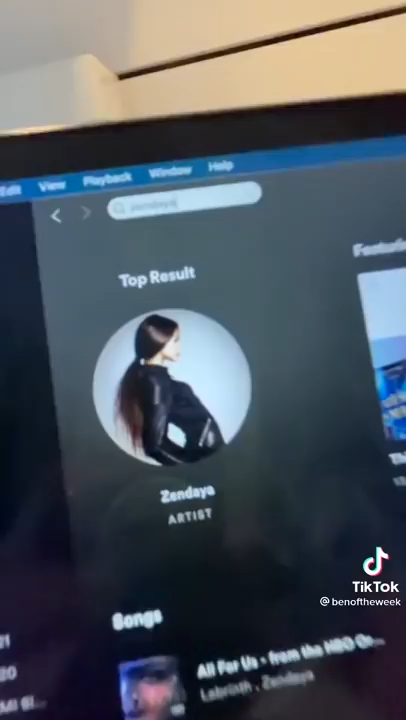 Edit View Playback Window Help
zendaya
Top Result
Zendaya
ARTIST
Songs
All For Us - from the HBO Or...
Labrinth, Zendaya
TikTok
@benoftheweek